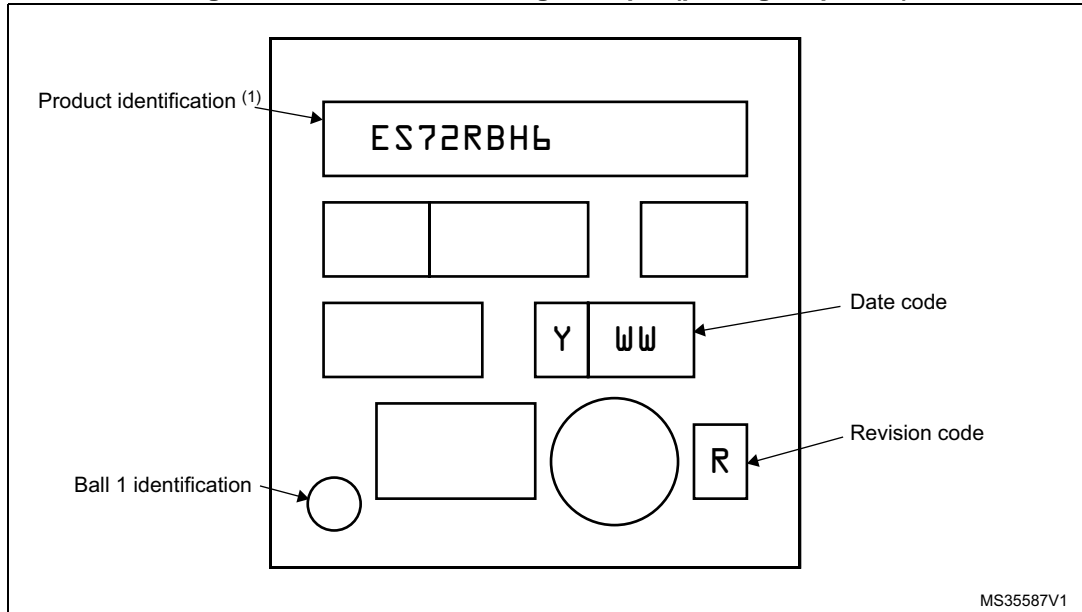 Product identification (1)
ES72RBH6
Date code
Y WW
Revision code
R
Ball 1 identification
MS35587V1